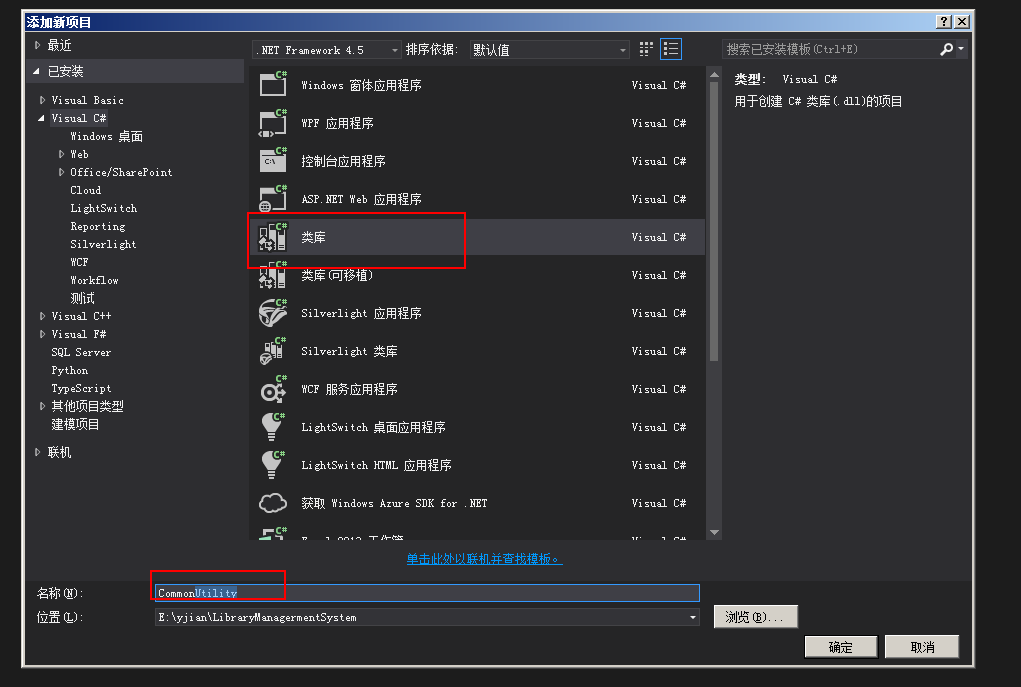 添加新项目
最近
已安装
Visual Basic
Visual C#
Windows 桌面
Web
Office/SharePoint
Cloud
LightSwitch
Reporting
Silverlight
WCF
Workflow
测试
Visual C++
Visual F#
SQL Server
Python
TypeScript
其他项目类型
建模项目
联机
.NET Framework 4.5 排序依据: 默认值
Windows 窗体应用程序 Visual C#
WPF 应用程序 Visual C#
控制台应用程序 Visual C#
ASP.NET Web 应用程序 Visual C#
类库 Visual C#
类库(可移植) Visual C#
Silverlight 应用程序 Visual C#
Silverlight 类库 Visual C#
WCF 服务应用程序 Visual C#
LightSwitch 桌面应用程序 Visual C#
LightSwitch HTML 应用程序 Visual C#
获取 Windows Azure SDK for .NET Visual C#
Excel 2013 工作簿 Visual C#
单击此处以联机并查找模板。
搜索已安装模板(Ctrl+E)
类型: Visual C#
用于创建 C# 类库(.dll)的项目
名称(N): CommonUtility
位置(L): E:\yjian\LibraryManagermentSystem
浏览(B)...
确定 取消